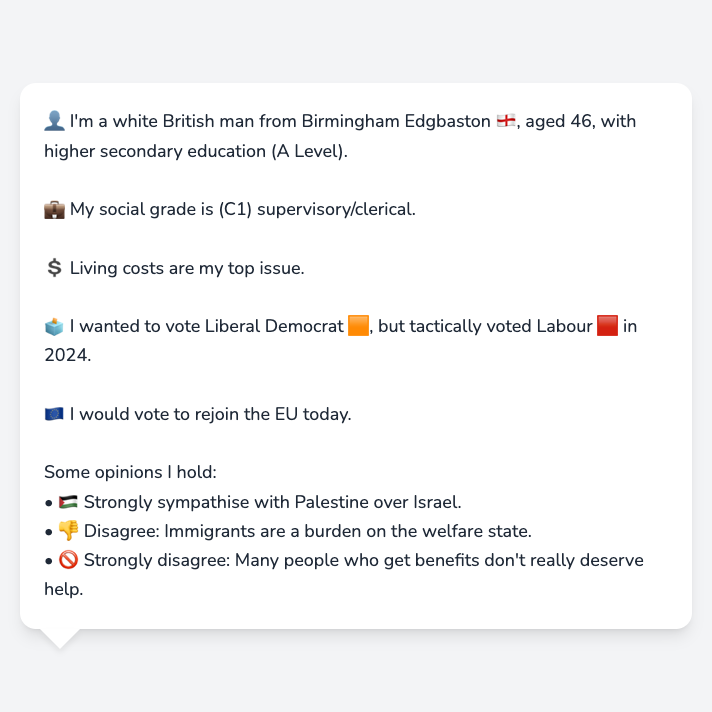 👤 I'm a white British man from Birmingham Edgbaston 🏴󠁧󠁢󠁥󠁮󠁧󠁿, aged 46, with
higher secondary education (A Level).
💼 My social grade is (C1) supervisory/clerical.
💲 Living costs are my top issue.
🗳️ I wanted to vote Liberal Democrat 🟧, but tactically voted Labour 🟥 in
2024.
🇪🇺 I would vote to rejoin the EU today.
Some opinions I hold:
• 🇵🇸 Strongly sympathise with Palestine over Israel.
• 👎 Disagree: Immigrants are a burden on the welfare state.
• 🚫 Strongly disagree: Many people who get benefits don't really deserve
help.